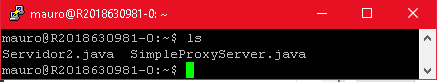 mauro@R2018630981-0: ~
mauro@R2018630981-0:~$ ls
Servidor2.java  SimpleProxyServer.java
mauro@R2018630981-0:~$